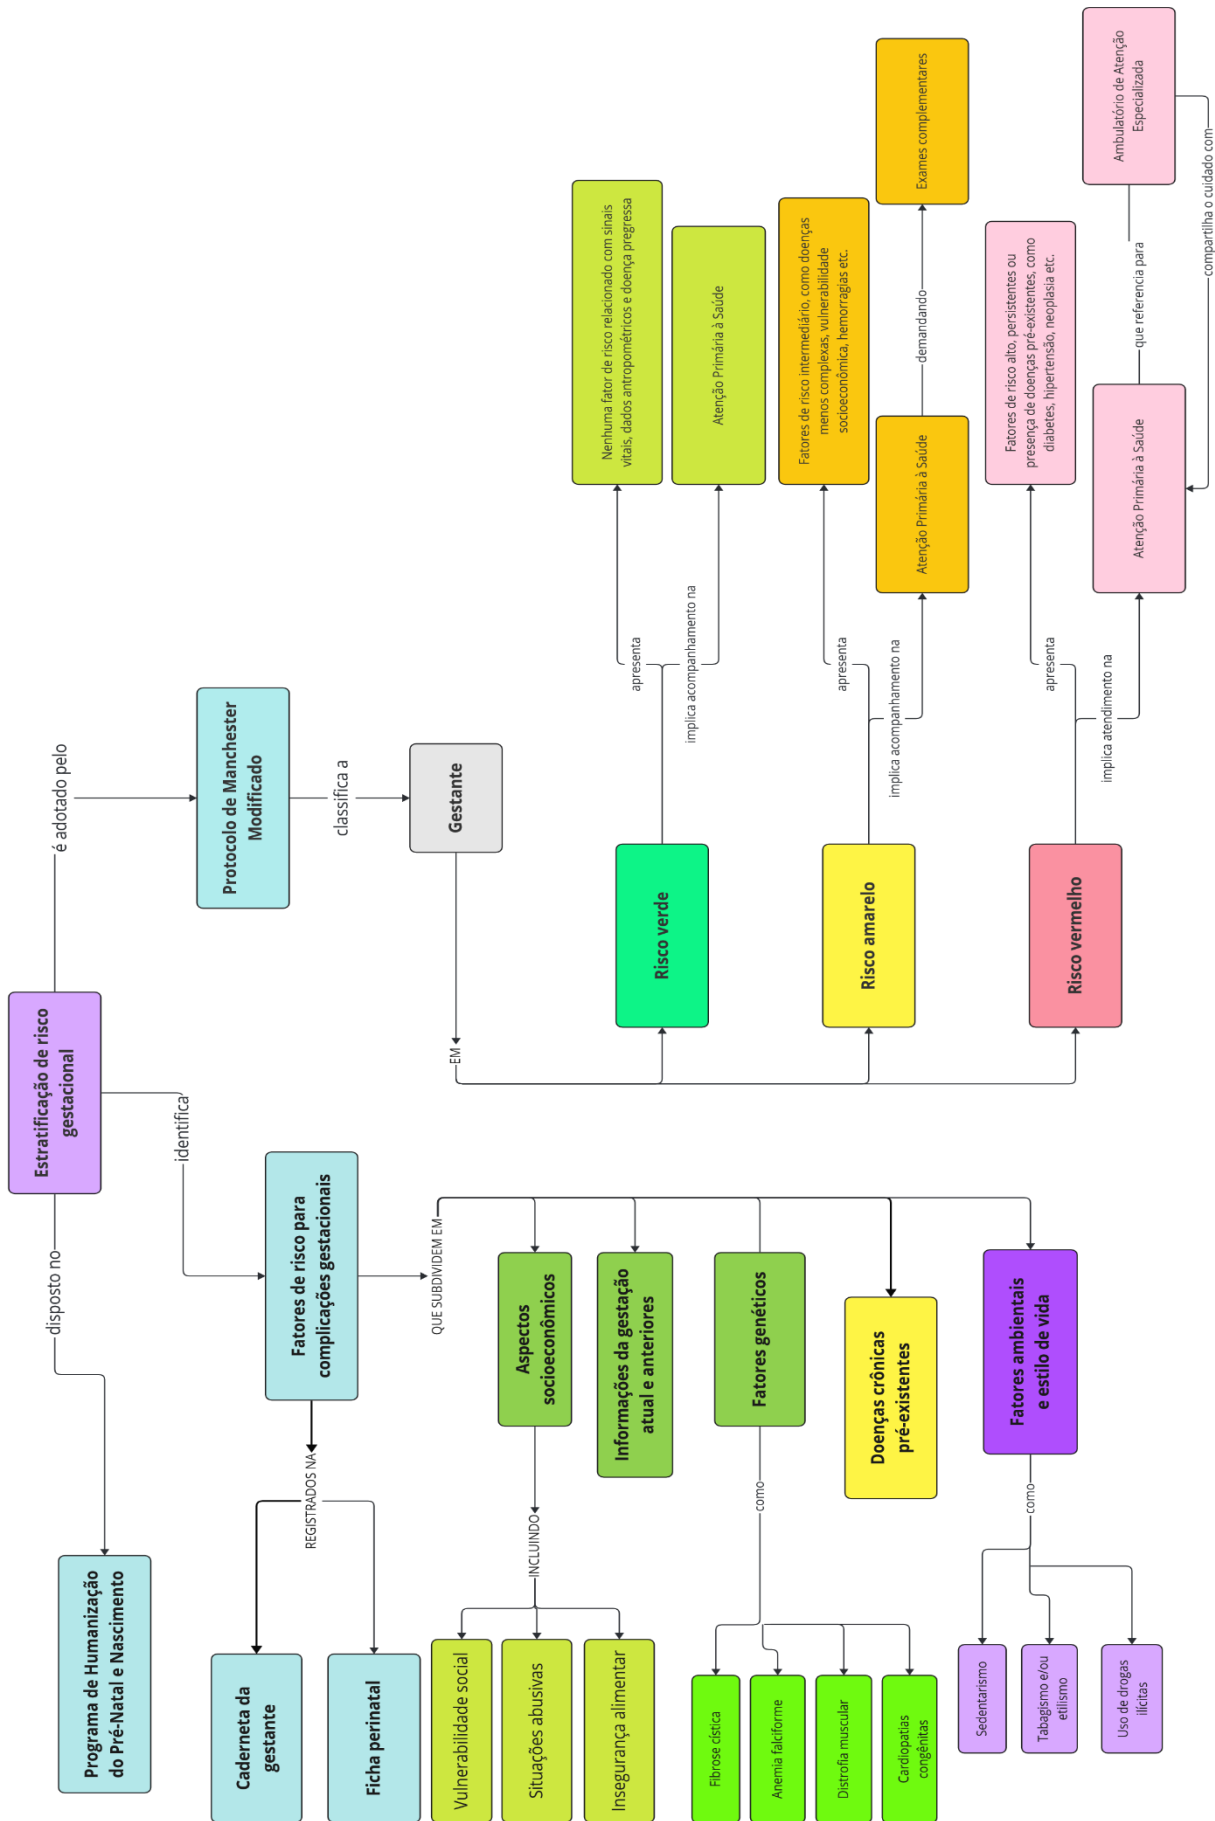 Estratificação de risco
gestacional
disposto no
Programa de Humanização
do Pré-Natal e Nascimento
identifica
Fatores de risco para
complicações gestacionais
REGISTRADOS NA
Caderneta da
gestante
Ficha perinatal
QUE SUBDIVIDEM EM
Aspectos
socioeconômicos
INCLUINDO
Vulnerabilidade social
Situações abusivas
Insegurança alimentar
Informações da gestação
atual e anteriores
Fatores genéticos
como
Fibrose cística
Anemia falciforme
Distrofia muscular
Cardiopatias
congênitas
Doenças crônicas
pré-existentes
Fatores ambientais
e estilo de vida
como
Sedentarismo
Tabagismo e/ou
etilismo
Uso de drogas
ilícitas
é adotado pelo
Protocolo de Manchester
Modificado
classifica a
Gestante
EM
Risco verde
apresenta
Nenhuma fator de risco relacionado com sinais
vitais, dados antropométricos e doença pregressa
implica acompanhamento na
Atenção Primária à Saúde
Risco amarelo
apresenta
Fatores de risco intermediário, como doenças
menos complexas, vulnerabilidade
socioeconômica, hemorragias etc.
implica acompanhamento na
Atenção Primária à Saúde
demandando
Exames complementares
Risco vermelho
apresenta
Fatores de risco alto, persistentes ou
presença de doenças pré-existentes, como
diabetes, hipertensão, neoplasia etc.
implica atendimento na
Atenção Primária à Saúde
que referencia para
Ambulatório de Atenção
Especializada
compartilha o cuidado com